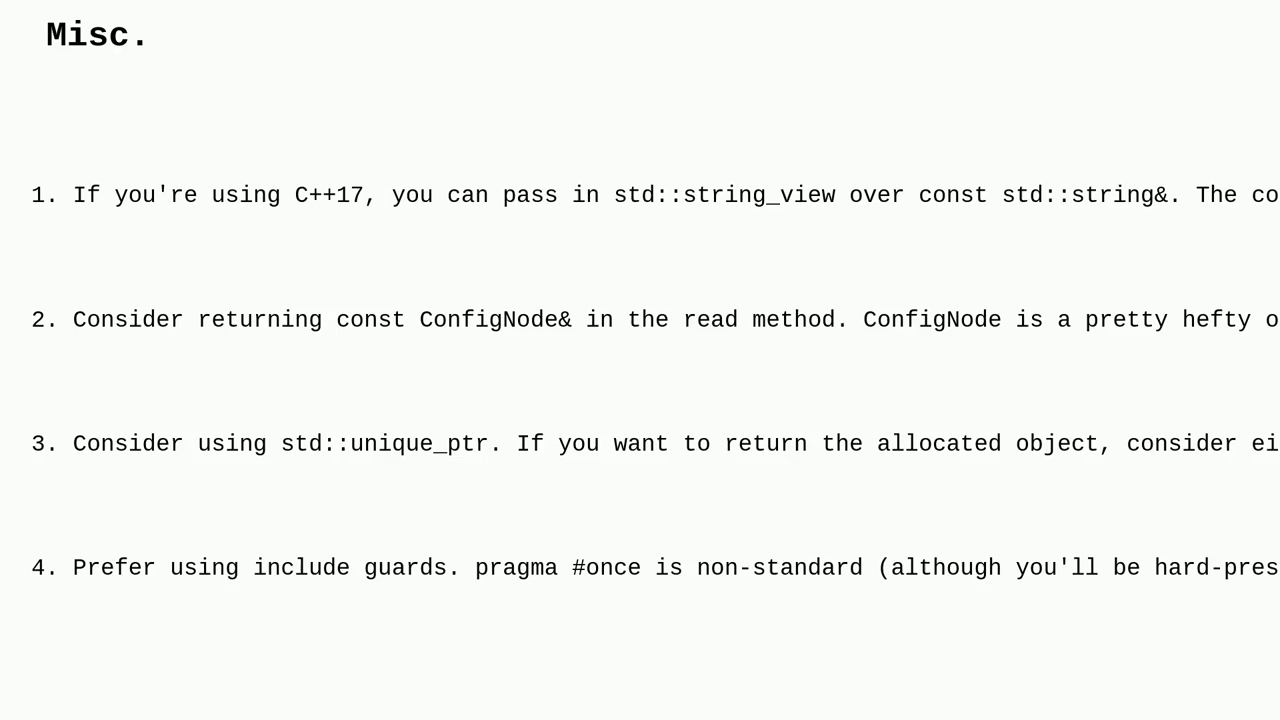 Misc.
1. If you're using C++17, you can pass in std::string_view over const std::string&. The co
2. Consider returning const ConfigNode& in the read method. ConfigNode is a pretty hefty o
3. Consider using std::unique_ptr. If you want to return the allocated object, consider ei
4. Prefer using include guards. pragma #once is non-standard (although you'll be hard-pres